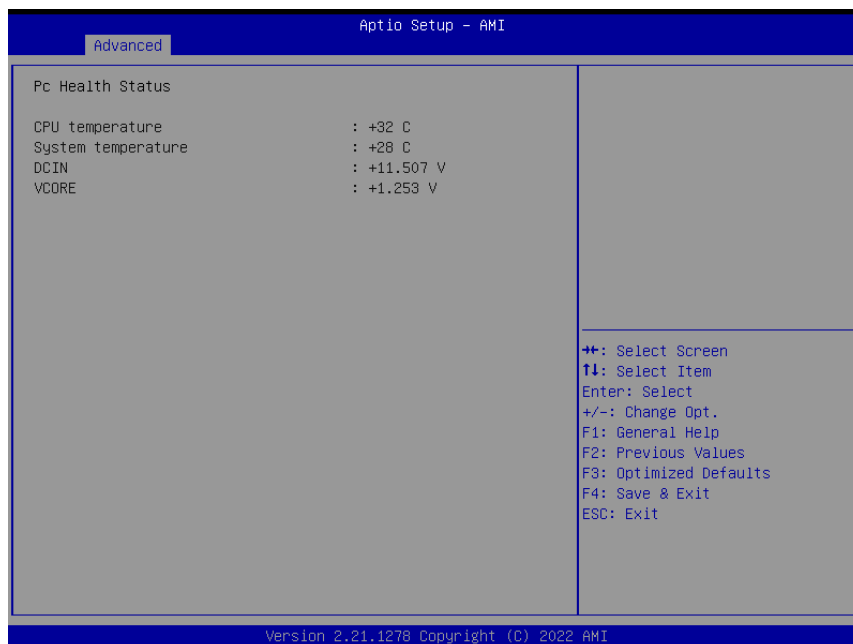 Aptio Setup - AMI
Advanced
Pc Health Status
CPU temperature : +32 C
System temperature : +28 C
DCIN : +11.507 V
VCORE : +1.253 V
→←: Select Screen
↑↓: Select Item
Enter: Select
+/-: Change Opt.
F1: General Help
F2: Previous Values
F3: Optimized Defaults
F4: Save & Exit
ESC: Exit
Version 2.21.1278 Copyright (C) 2022 AMI